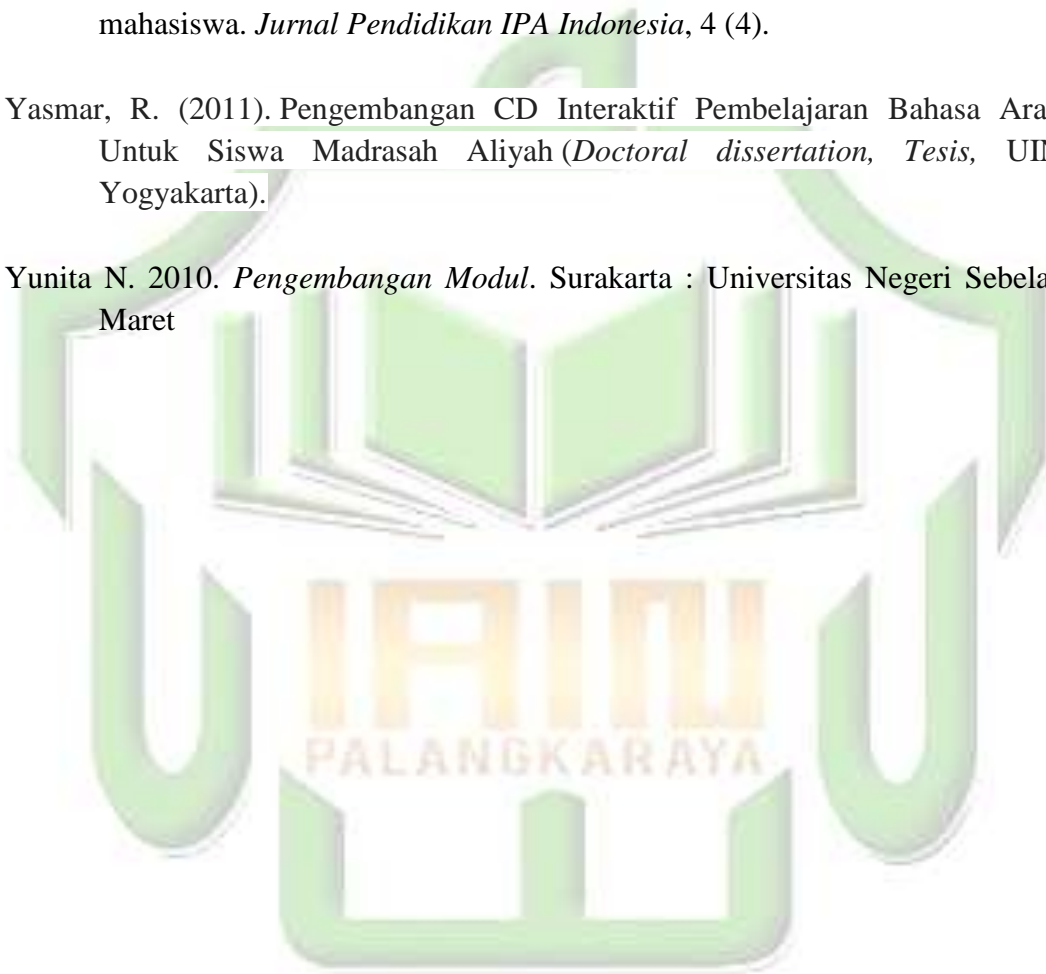 mahasiswa. Jurnal Pendidikan IPA Indonesia, 4 (4).
Yasmar, R. (2011). Pengembangan CD Interaktif Pembelajaran Bahasa Ara
Untuk Siswa Madrasah Aliyah (Doctoral dissertation, Tesis, UIN
Yogyakarta).
Yunita N. 2010. Pengembangan Modul. Surakarta : Universitas Negeri Sebela
Maret
IAIN
PALANGKARAYA